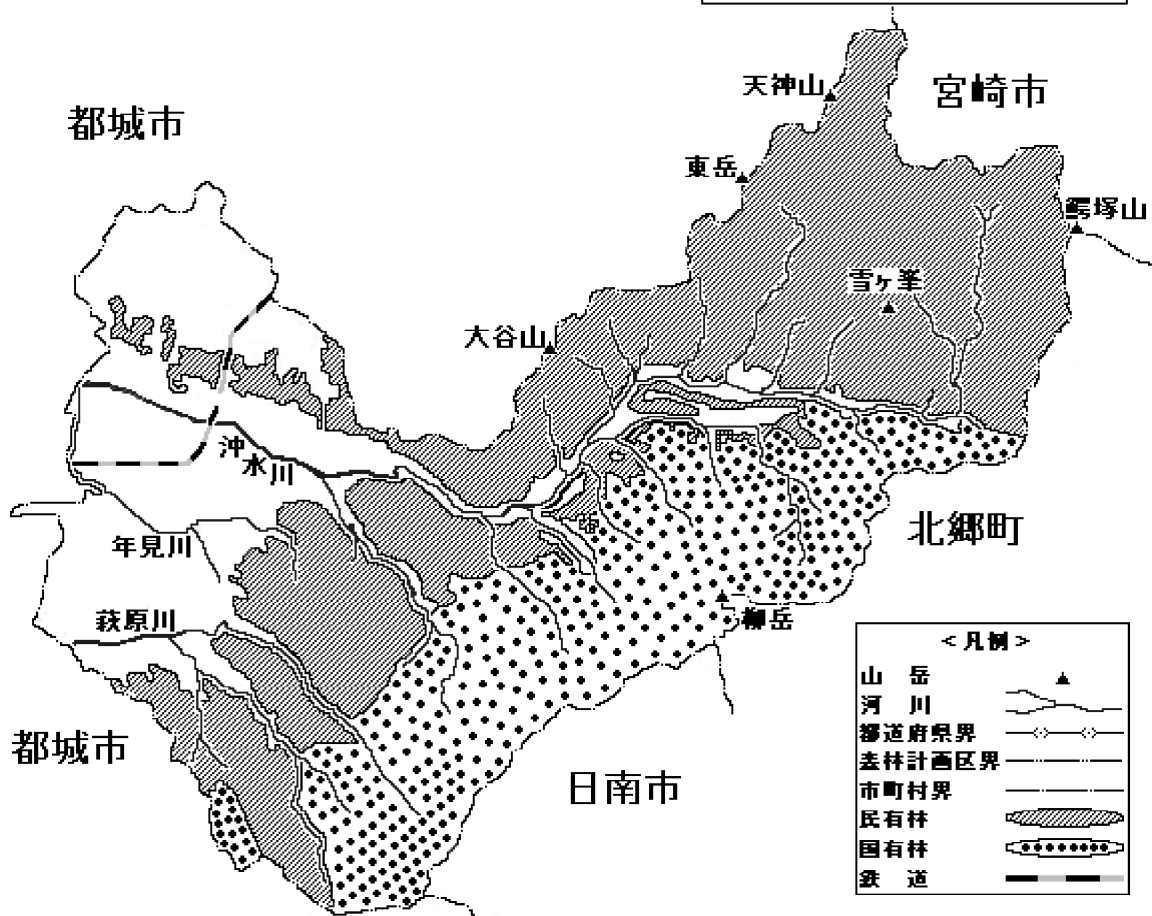 天神山
宮崎市
都城市
東岳
鰐塚山
雪ヶ峯
大谷山
沖水川
北郷町
年見川
柳岳
萩原川
<凡例>
山 岳
河 川
都道府県界
都城市
森林計画区界
日南市
市町村界
民有林
国有林
鉄 道